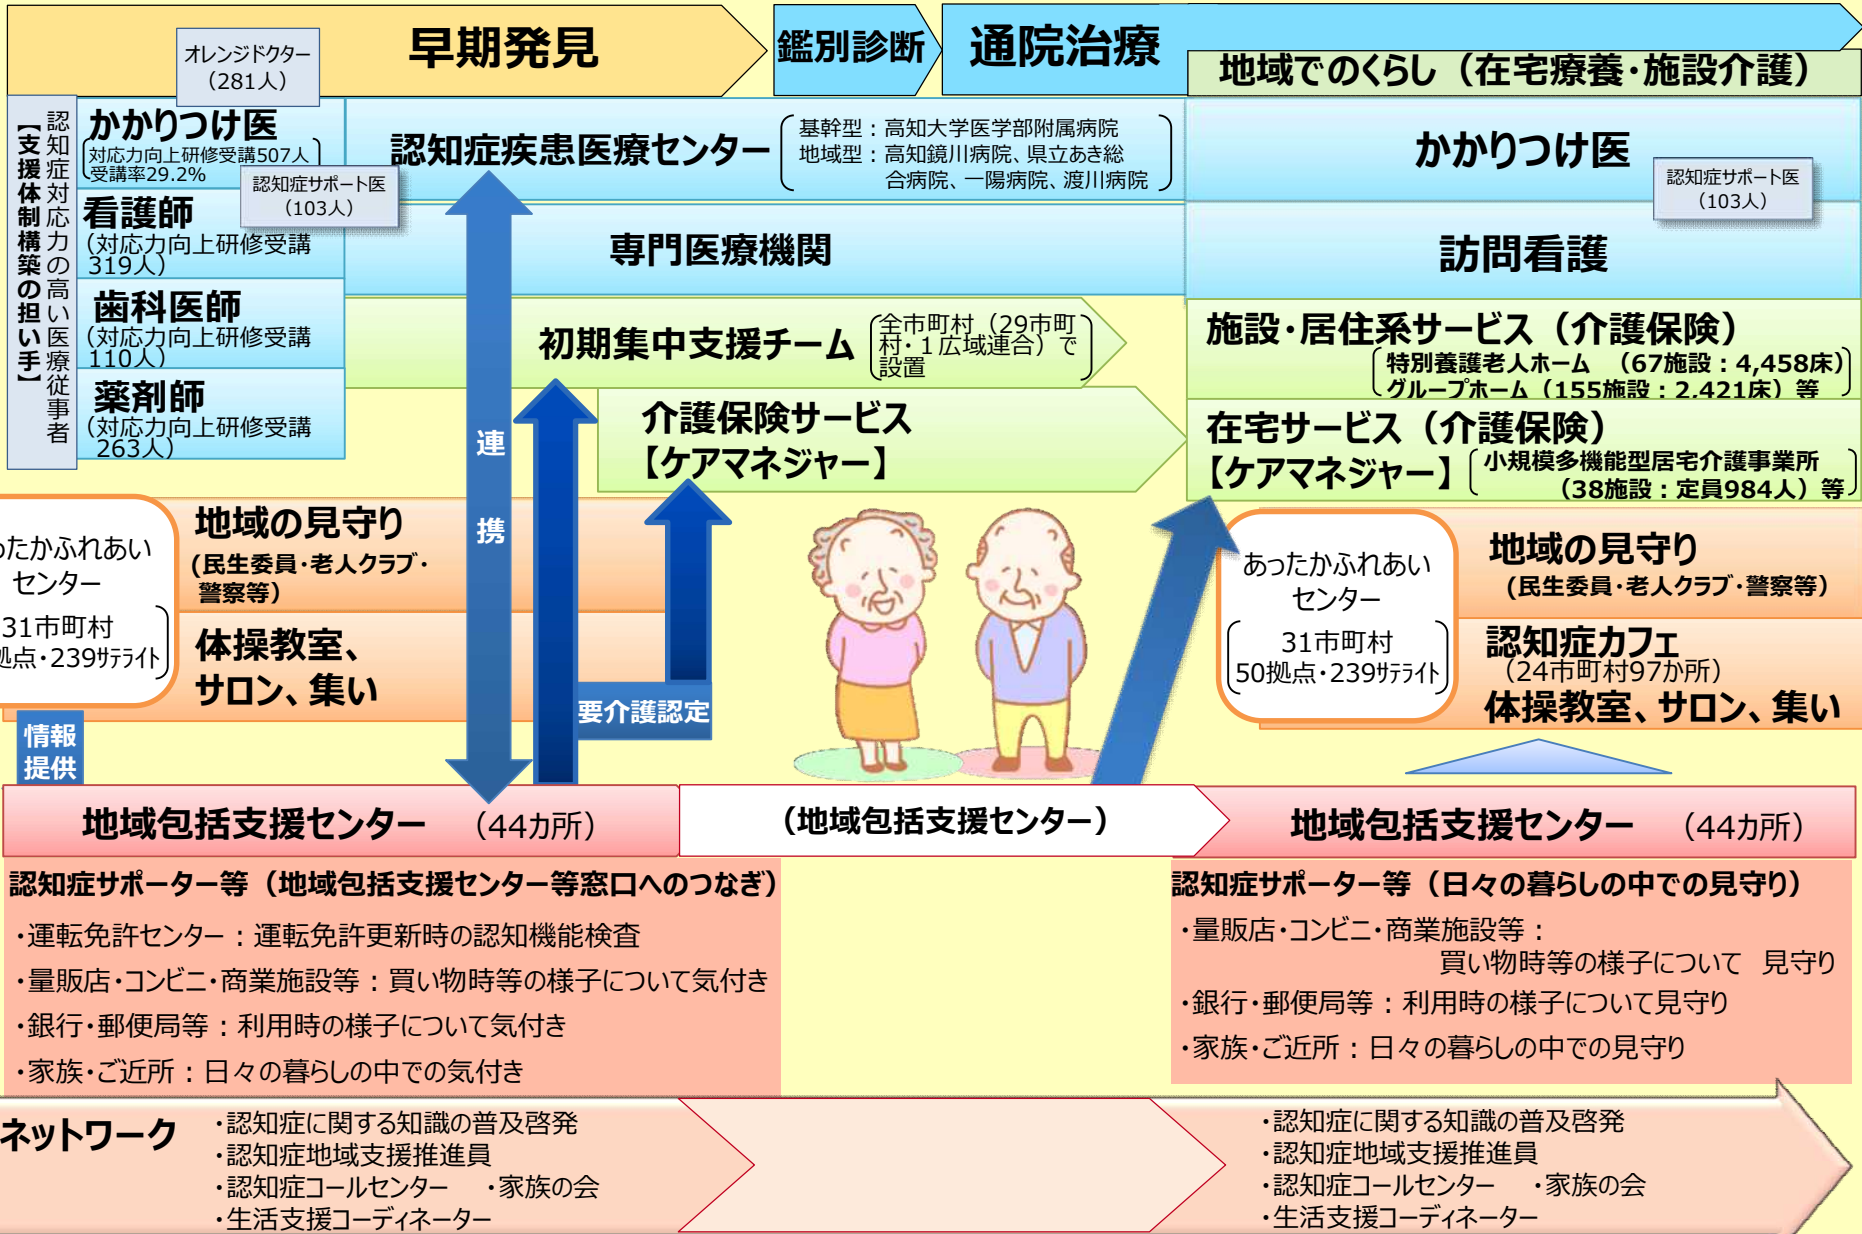 早期発見
鑑別診断
通院治療
地域でのくらし（在宅療養・施設介護）
オレンジドクター
（281人）
認知症対応力の高い医療従事者
【支援体制構築の担い手】
かかりつけ医
対応力向上研修受講507人
受講率29.2%
認知症サポート医
（103人）
看護師
（対応力向上研修受講
319人）
歯科医師
（対応力向上研修受講
110人）
薬剤師
（対応力向上研修受講
263人）
認知症疾患医療センター
基幹型：高知大学医学部附属病院
地域型：高知鏡川病院、県立あき総
合病院、一陽病院、渡川病院
専門医療機関
初期集中支援チーム
全市町村（29市町
村・１広域連合）で
設置
介護保険サービス
【ケアマネジャー】
かかりつけ医
認知症サポート医
（103人）
訪問看護
施設・居住系サービス（介護保険）
特別養護老人ホーム　（67施設：4,458床）
グループホーム（155施設：2,421床）等
在宅サービス（介護保険）
【ケアマネジャー】
小規模多機能型居宅介護事業所
（38施設：定員984人）等
連携
ったかふれあい
センター
31市町村
拠点・239ｻﾃﾗｲﾄ
地域の見守り
(民生委員・老人クラブ・
警察等）
体操教室、
サロン、集い
要介護認定
情報
提供
あったかふれあい
センター
31市町村
50拠点・239ｻﾃﾗｲﾄ
地域の見守り
(民生委員・老人クラブ・警察等）
認知症カフェ
（24市町村97か所）
体操教室、サロン、集い
地域包括支援センター　（44カ所）
（地域包括支援センター）
地域包括支援センター　（44カ所）
認知症サポーター等（地域包括支援センター等窓口へのつなぎ）
・運転免許センター：運転免許更新時の認知機能検査
・量販店・コンビニ・商業施設等：買い物時等の様子について気付き
・銀行・郵便局等：利用時の様子について気付き
・家族・ご近所：日々の暮らしの中での気付き
認知症サポーター等（日々の暮らしの中での見守り）
・量販店・コンビニ・商業施設等：
買い物時等の様子について　見守り
・銀行・郵便局等：利用時の様子について見守り
・家族・ご近所：日々の暮らしの中での見守り
ネットワーク
・認知症に関する知識の普及啓発
・認知症地域支援推進員
・認知症コールセンター　・家族の会
・生活支援コーディネーター
・認知症に関する知識の普及啓発
・認知症地域支援推進員
・認知症コールセンター　・家族の会
・生活支援コーディネーター